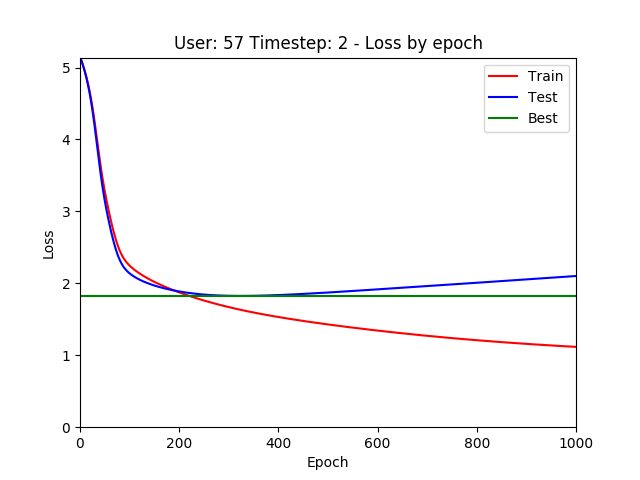 User: 57 Timestep: 2 - Loss by epoch
Train
Test
Best
5
4
3
2
1
0
Loss
0 200 400 600 800 1000
Epoch